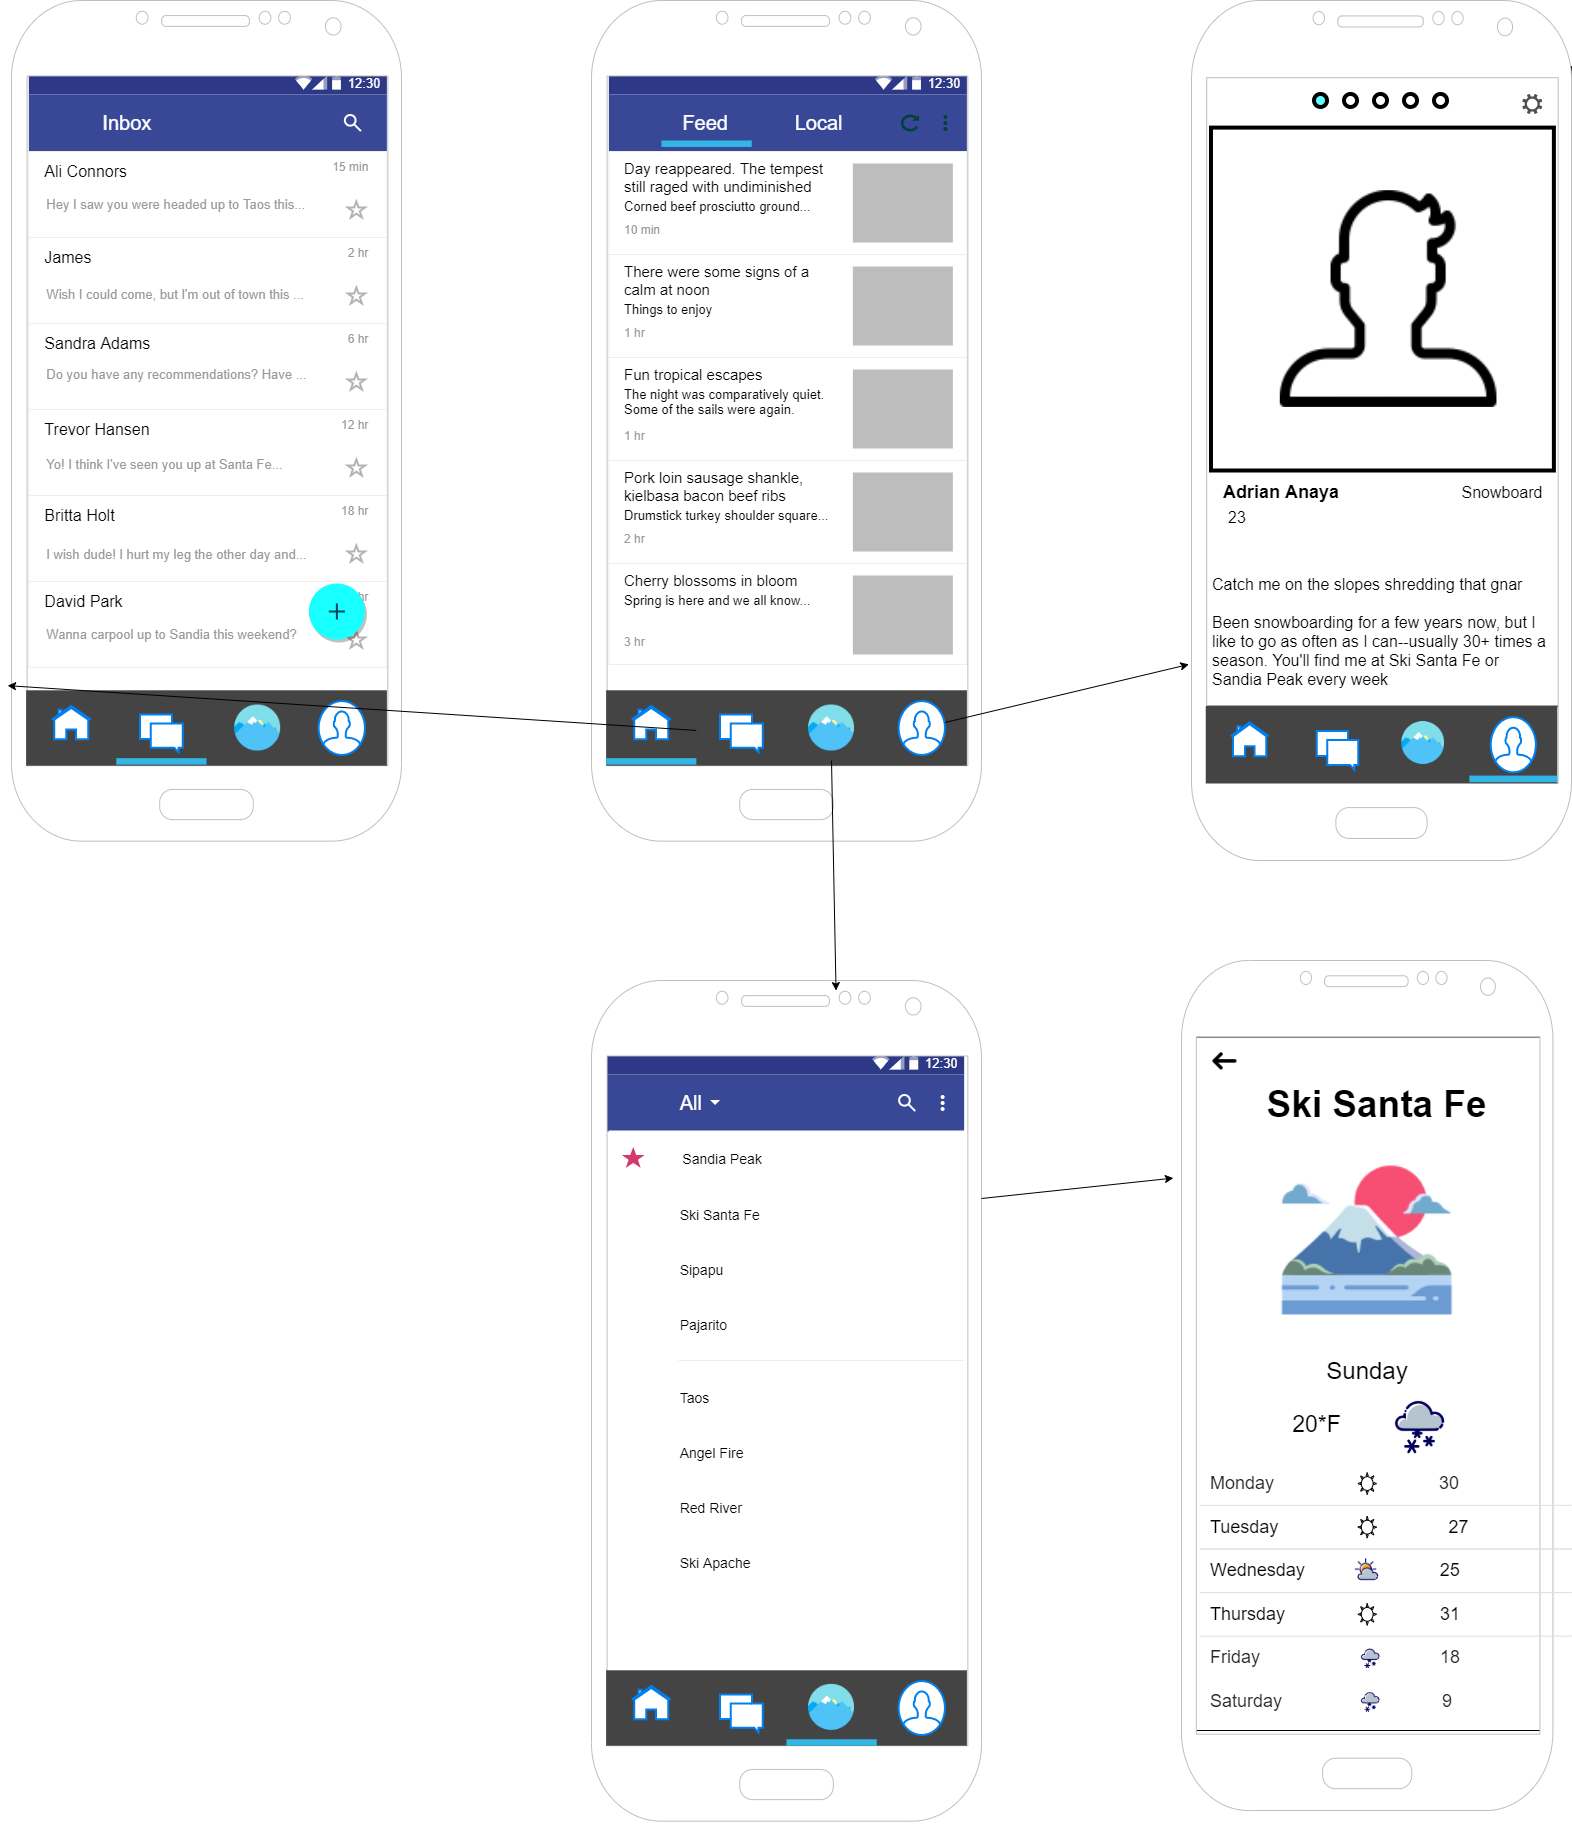 12:30
Inbox
Ali Connors
15 min
Hey I saw you were headed up to Taos this...
James
2 hr
Wish I could come, but I'm out of town this ...
Sandra Adams
6 hr
Do you have any recommendations? Have ...
Trevor Hansen
12 hr
Yo! I think I've seen you up at Santa Fe...
Britta Holt
18 hr
I wish dude! I hurt my leg the other day and...
David Park
hr
Wanna carpool up to Sandia this weekend?
12:30
Feed
Local
Day reappeared. The tempest
still raged with undiminished
Corned beef prosciutto ground...
10 min
There were some signs of a
calm at noon
Things to enjoy
1 hr
Fun tropical escapes
The night was comparatively quiet.
Some of the sails were again.
1 hr
Pork loin sausage shankle,
kielbasa bacon beef ribs
Drumstick turkey shoulder square...
2 hr
Cherry blossoms in bloom
Spring is here and we all know...
3 hr
Adrian Anaya
Snowboard
23
Catch me on the slopes shredding that gnar
Been snowboarding for a few years now, but I
like to go as often as I can--usually 30+ times a
season. You'll find me at Ski Santa Fe or
Sandia Peak every week
12:30
All
Sandia Peak
Ski Santa Fe
Sipapu
Pajarito
Taos
Angel Fire
Red River
Ski Apache
Ski Santa Fe
Sunday
20*F
Monday 30
Tuesday 27
Wednesday 25
Thursday 31
Friday 18
Saturday 9